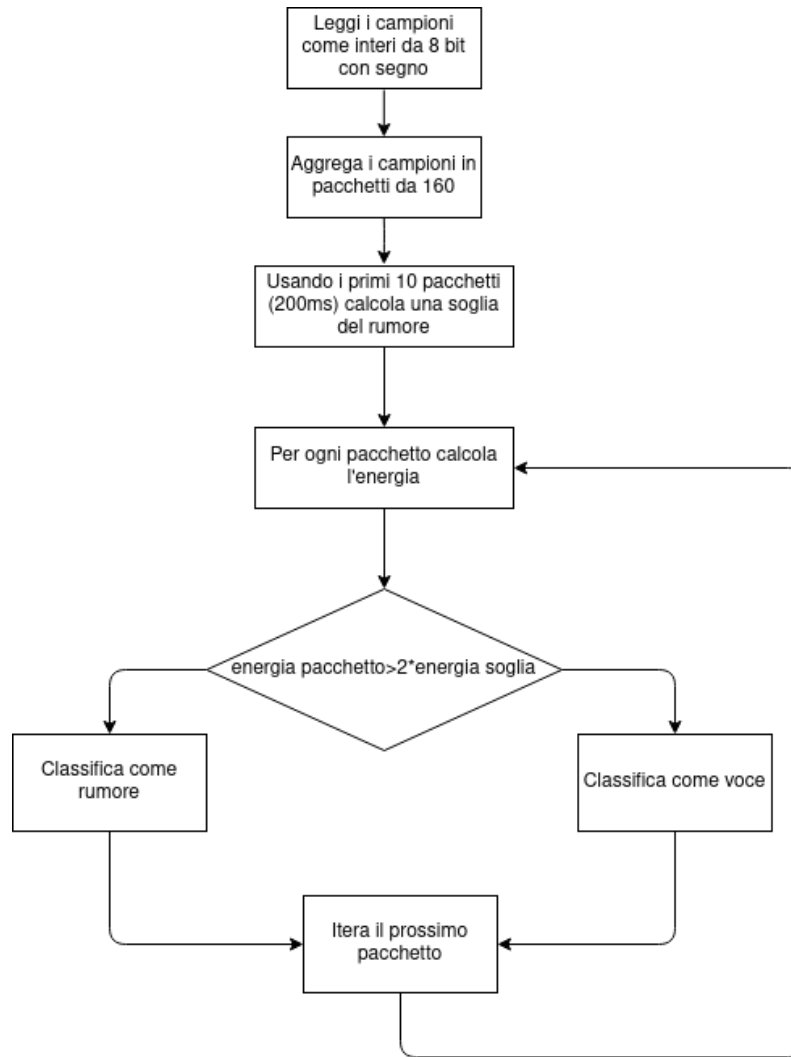 Leggi i campioni
come interi da 8 bit
con segno
Aggrega i campioni in
pacchetti da 160
Usando i primi 10 pacchetti
(200ms) calcola una soglia
del rumore
Per ogni pacchetto calcola
l'energia
energia pacchetto>2*energia soglia
Classifica come
rumore
Classifica come voce
Itera il prossimo
pacchetto